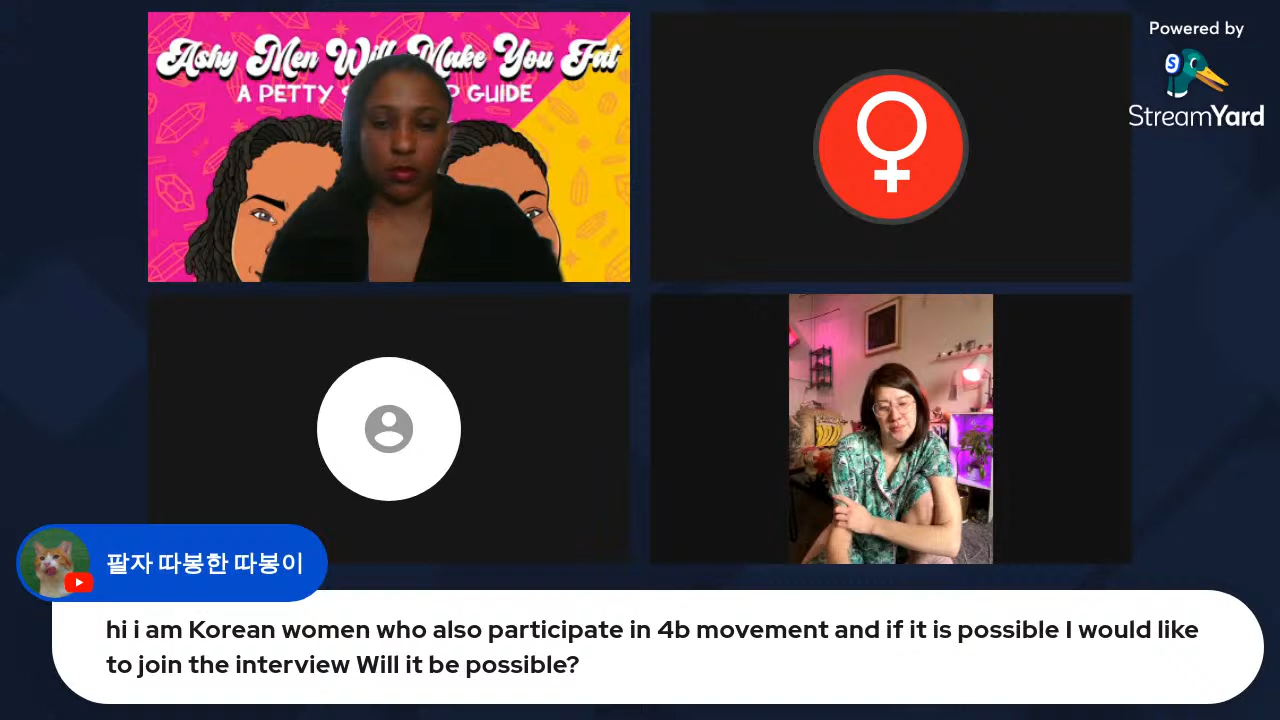 Ashy Men Will Make You Fat
A PETTY S P GUIDE
Powered by
StreamYard
팔자 따봉한 따봉이
hi i am Korean women who also participate in 4b movement and if it is possible I would like
to join the interview Will it be possible?